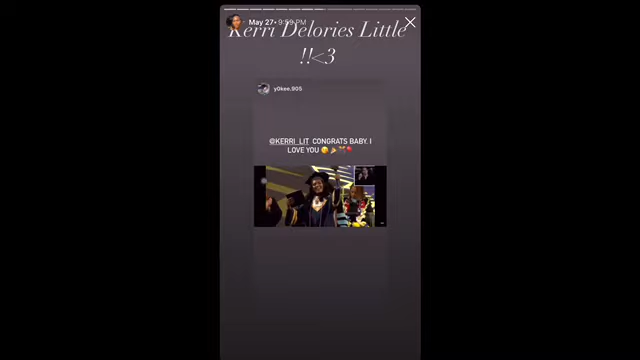 May 27 • 9:59 PM
Kerri Delories Little
!!<3
y0kee.905
@KERRI_LIT CONGRATS BABY. I
LOVE YOU 😘🎉🎊🎈